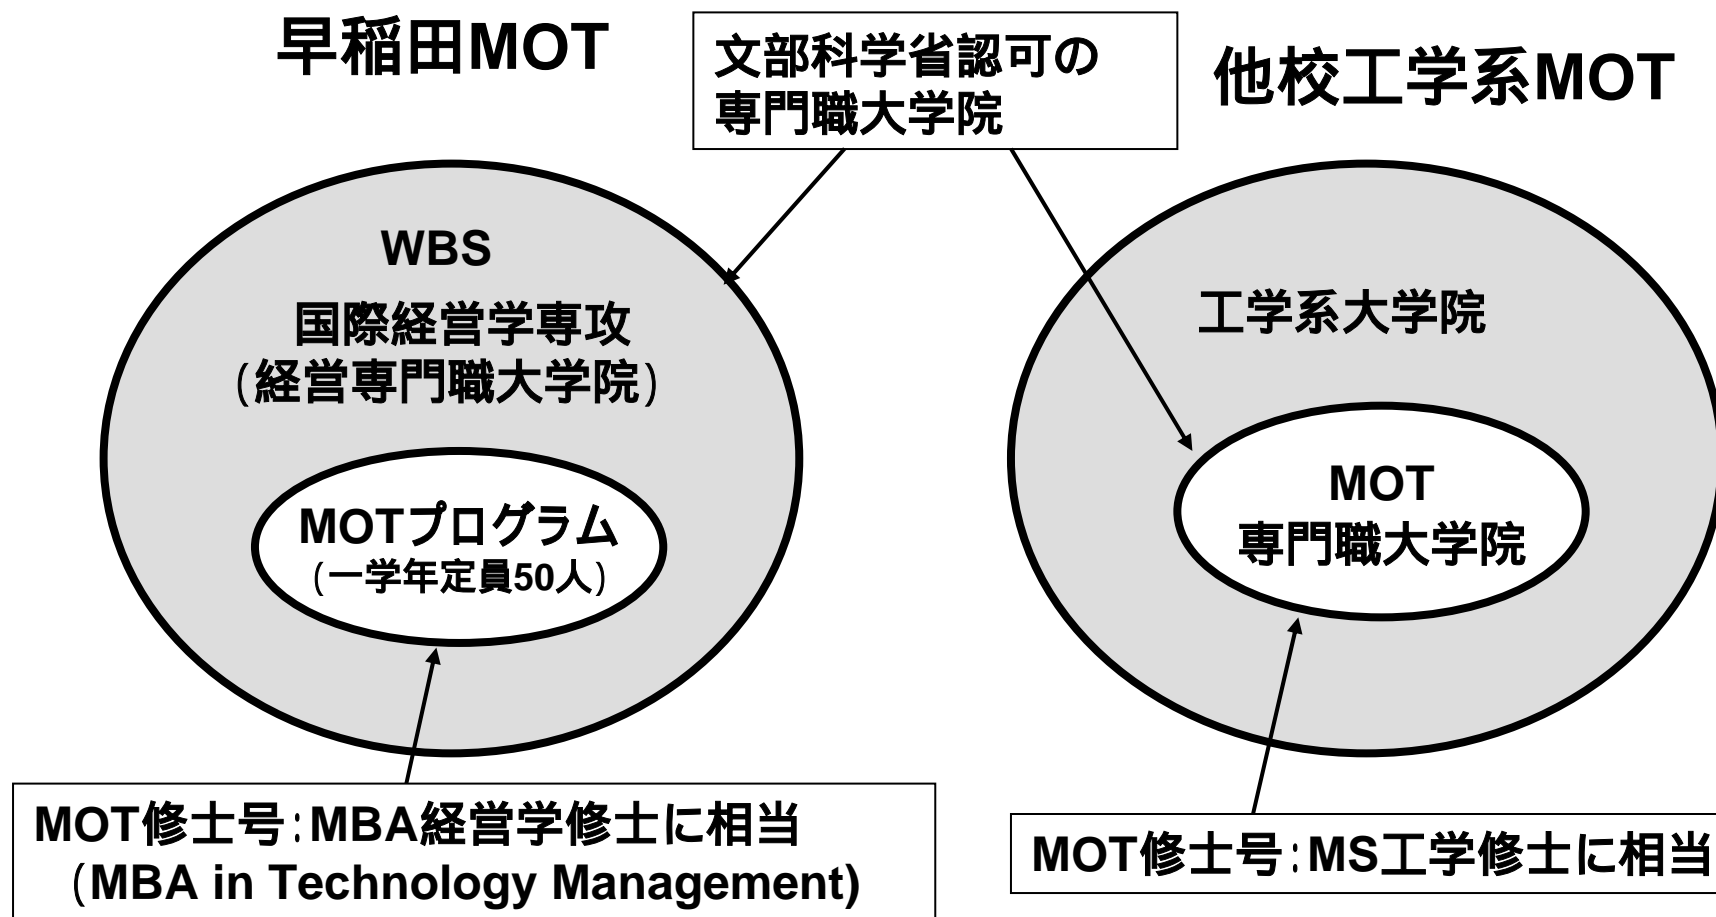 早稲田MOT
文部科学省認可の
専門職大学院
他校工学系MOT
WBS
国際経営学専攻
(経営専門職大学院)
MOTプログラム
(一学年定員50人)
工学系大学院
MOT
専門職大学院
MOT修士号:MBA経営学修士に相当
(MBA in Technology Management)
MOT修士号:MS工学修士に相当